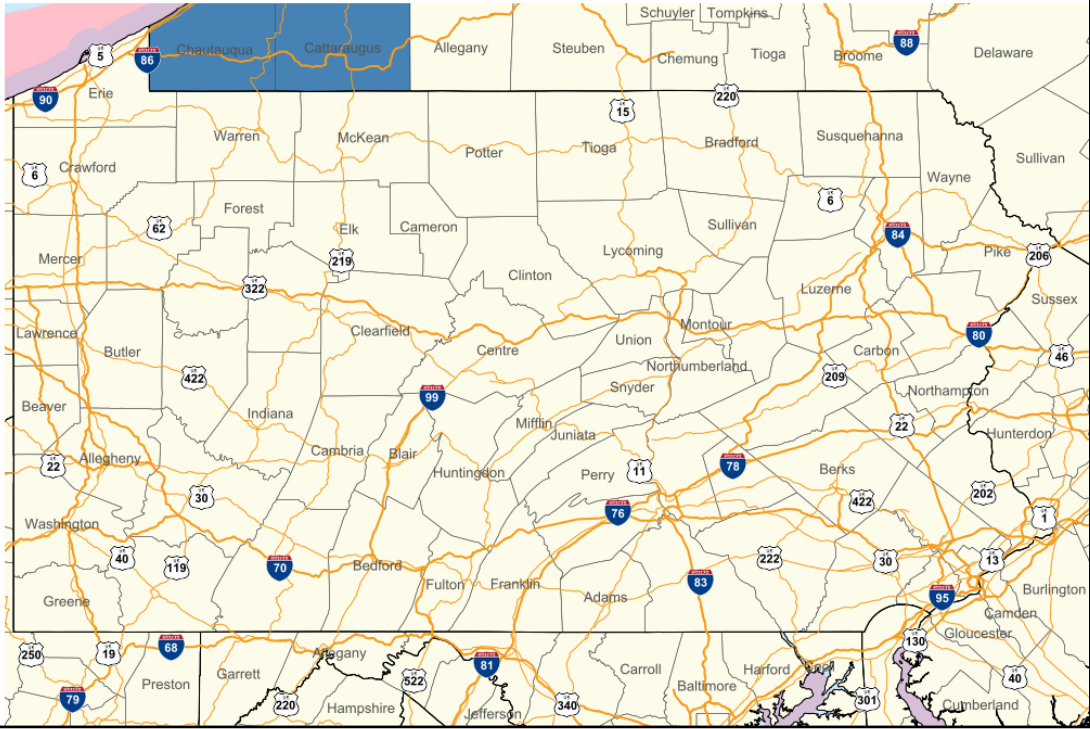 Schuyler Tompkins
5 86 Chautauqua Cattaraugus Allegany Steuben Chemung Tioga Broome 88 Delaware
90 Erie 15 220
Warren McKean Potter Tioga Bradford Susquehanna
6 Crawford Sullivan
Wayne
62 Forest Elk Cameron Sullivan 6
Mercer 219 Lycoming 84 Pike 206
322 Clinton Luzerne Sussex
Lawrence Clearfield Montour 80
Butler Centre Union Carbon 46
422 Northumberland 209
Beaver 99 Snyder Northampton
Indiana Mifflin Juniata 22 Hunterdon
22 Allegheny Cambria Blair Huntingdon Perry 11 78 Berks
30 422 202
Washington 76 1
40 119 70 Bedford 222 30 13
Greene Fulton Franklin Adams 83 95 Burlington
Camden
250 19 68 Allegany Gloucester
Garrett 81 Carroll Harford 130
Preston 522 Baltimore 40
79 220 Hampshire Jefferson 340 301 Cumberland